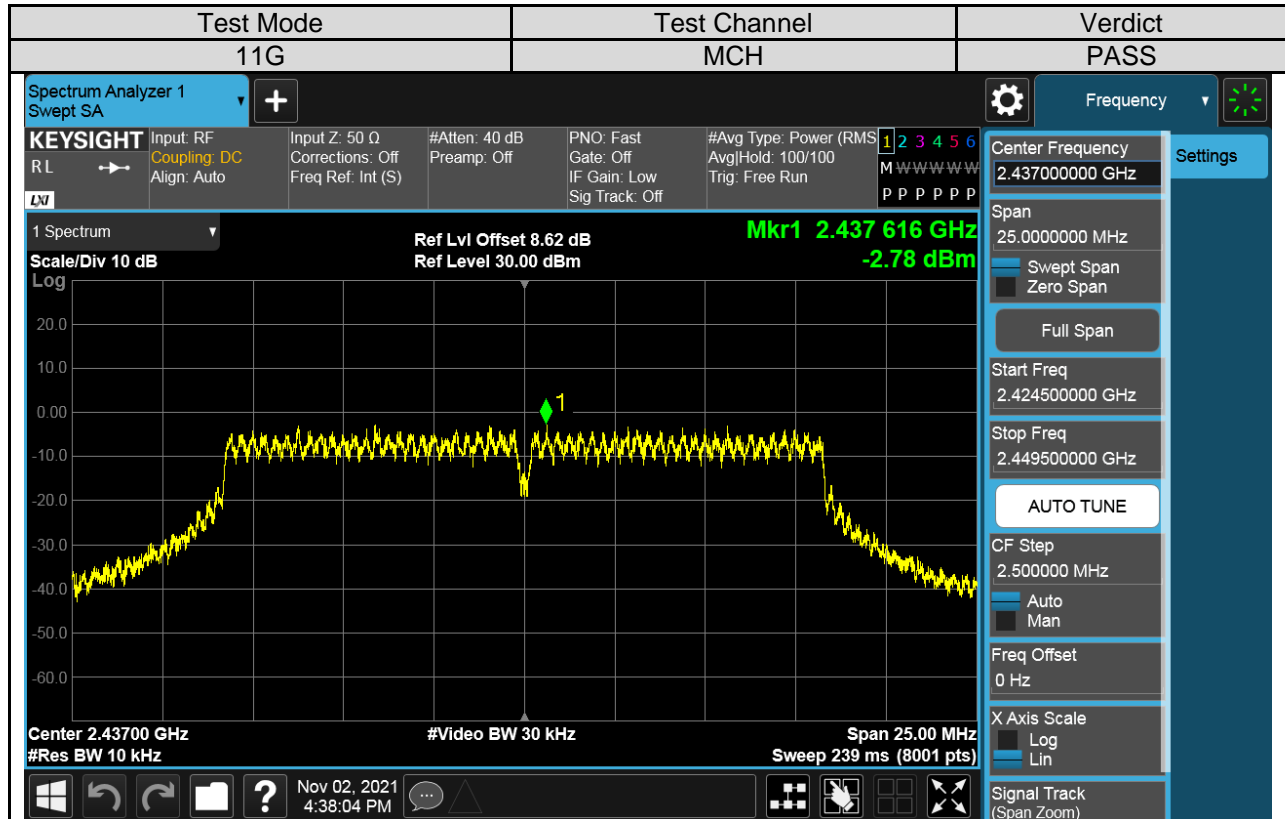 Test Mode Test Channel Verdict
11G MCH PASS
Spectrum Analyzer 1
Swept SA
+
Frequency
KEYSIGHT
RL
LXI
Input: RF
Coupling: DC
Align: Auto
Input Z: 50 Ω
Corrections: Off
Freq Ref: Int (S)
#Atten: 40 dB
Preamp: Off
PNO: Fast
Gate: Off
IF Gain: Low
Sig Track: Off
#Avg Type: Power (RMS
Avg|Hold: 100/100
Trig: Free Run
1 2 3 4 5 6
M W W W W W
P P P P P P
1 Spectrum
Scale/Div 10 dB
Ref Lvl Offset 8.62 dB
Ref Level 30.00 dBm
Mkr1 2.437 616 GHz
-2.78 dBm
Log
20.0
10.0
0.00
-10.0
-20.0
-30.0
-40.0
-50.0
-60.0
1
Center 2.43700 GHz
#Res BW 10 kHz
#Video BW 30 kHz
Span 25.00 MHz
Sweep 239 ms (8001 pts)
Center Frequency
2.437000000 GHz
Settings
Span
25.0000000 MHz
Swept Span
Zero Span
Full Span
Start Freq
2.424500000 GHz
Stop Freq
2.449500000 GHz
AUTO TUNE
CF Step
2.500000 MHz
Auto
Man
Freq Offset
0 Hz
X Axis Scale
Log
Lin
Signal Track
(Span Zoom)
?
Nov 02, 2021
4:38:04 PM